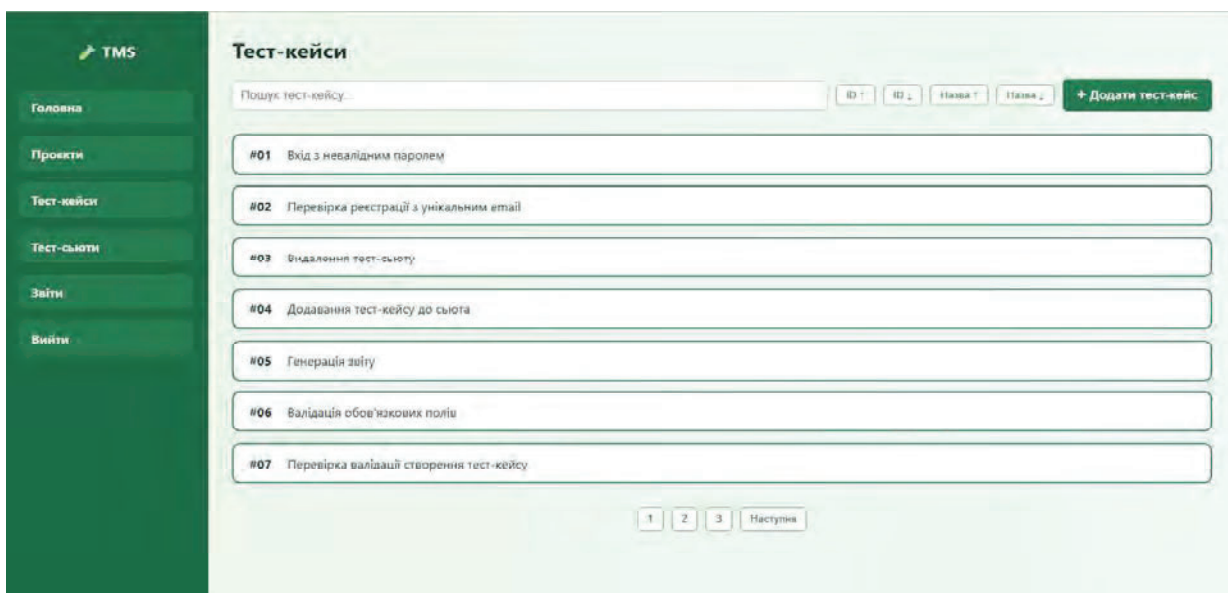 TMS
Головна
Проєкти
Тест-кейси
Тест-сьюти
Звіти
Вийти
Тест-кейси
Пошук тест-кейсу...
ID ↑ ID ↓ Назва ↑ Назва ↓ + Додати тест-кейс
#01 Вхід з невалідним паролем
#02 Перевірка реєстрації з унікальним email
#03 Видалення тест-сьюту
#04 Додавання тест-кейсу до сьюта
#05 Генерація звіту
#06 Валідація обов'язкових полів
#07 Перевірка валідації створення тест-кейсу
1 2 3 Наступна